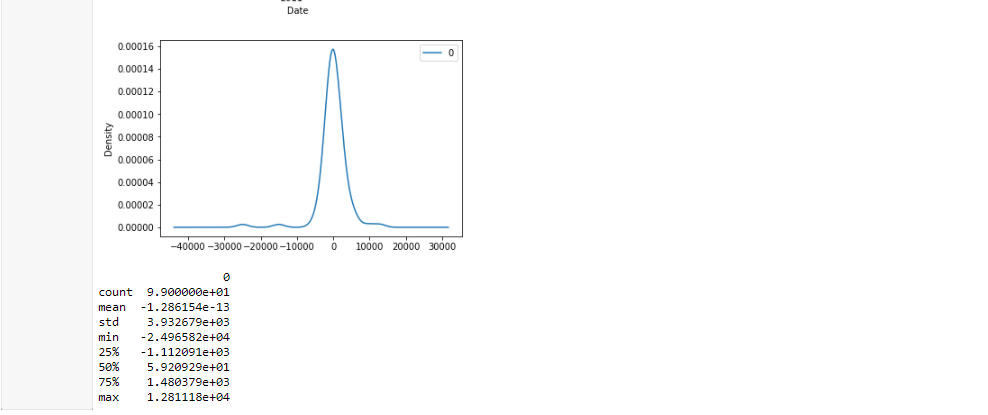 Date
0.00016
0
0.00014
0.00012
0.00010
0.00008
0.00006
0.00004
0.00002
0.00000
Density
−40000 −30000 −20000 −10000 0 10000 20000 30000
0
count 9.900000e+01
mean -1.286154e-13
std 3.932679e+03
min -2.496582e+04
25% -1.112091e+03
50% 5.920929e+01
75% 1.480379e+03
max 1.281118e+04